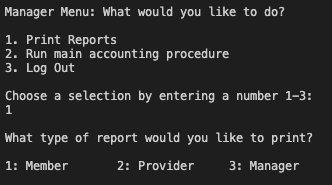 Manager Menu: What would you like to do?
1. Print Reports
2. Run main accounting procedure
3. Log Out
Choose a selection by entering a number 1-3:
1
What type of report would you like to print?
1: Member 2: Provider 3: Manager